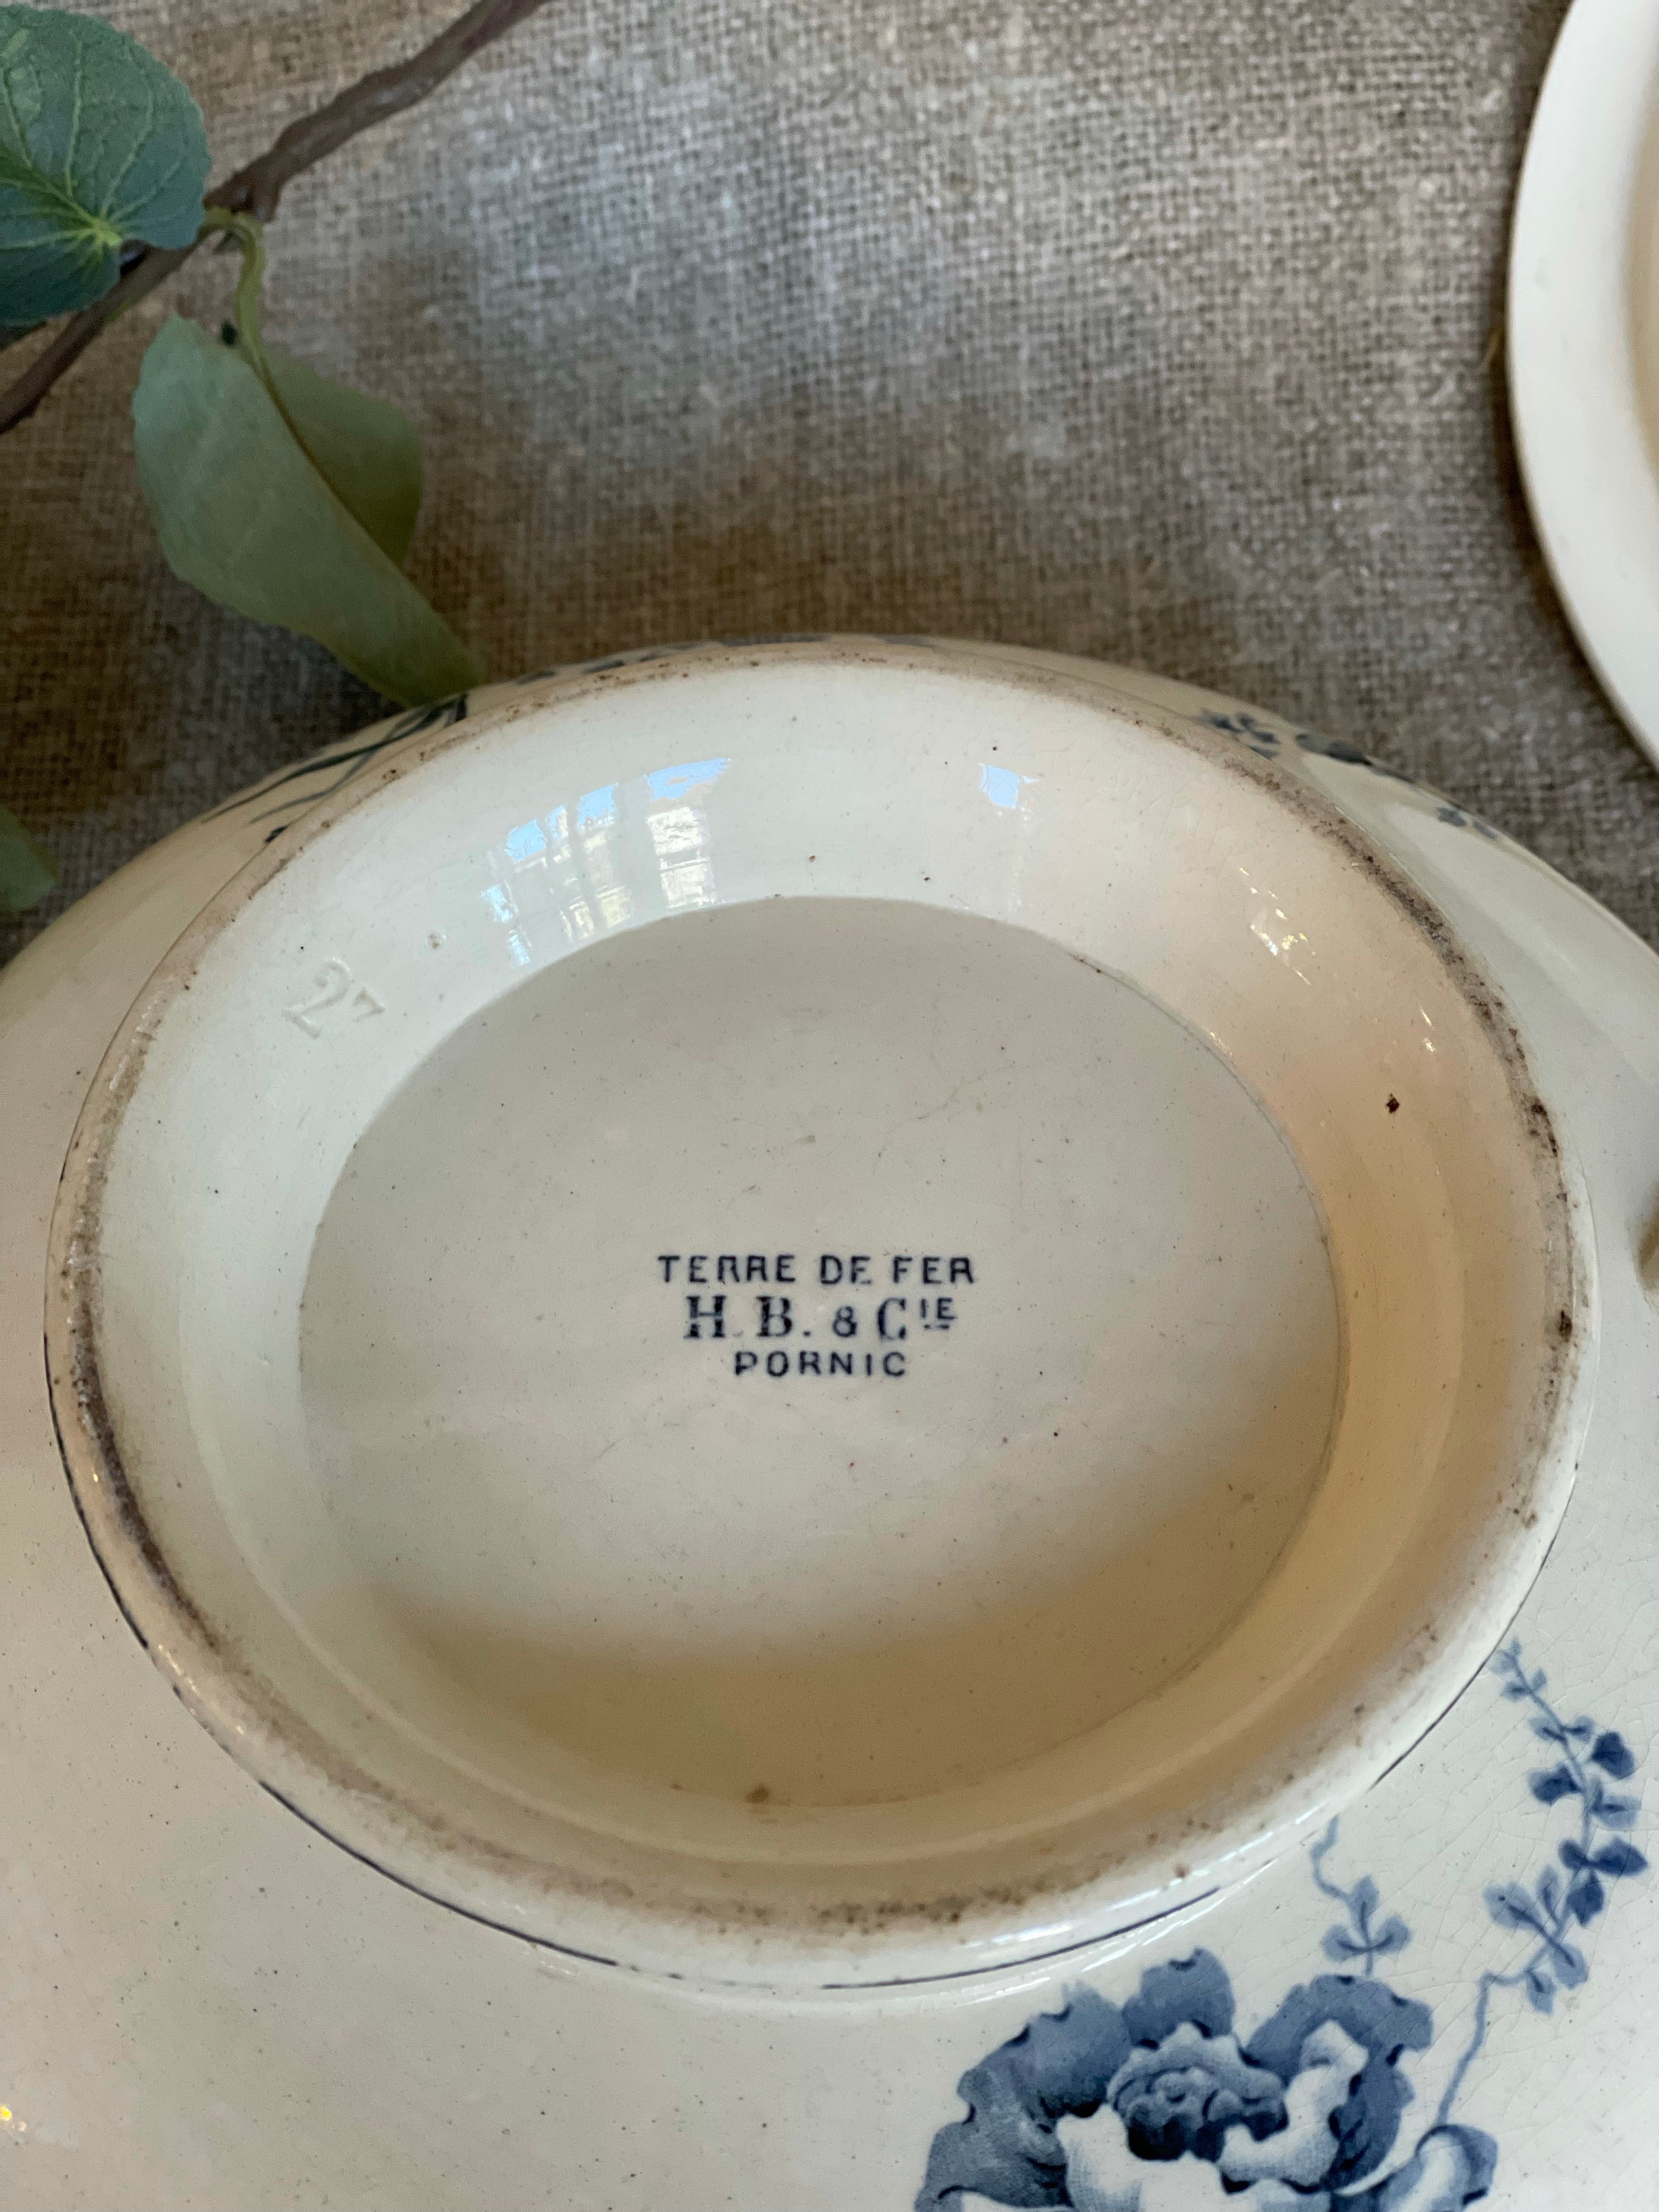 27
TERRE DE FER
H. B. & CIE
PORNIC